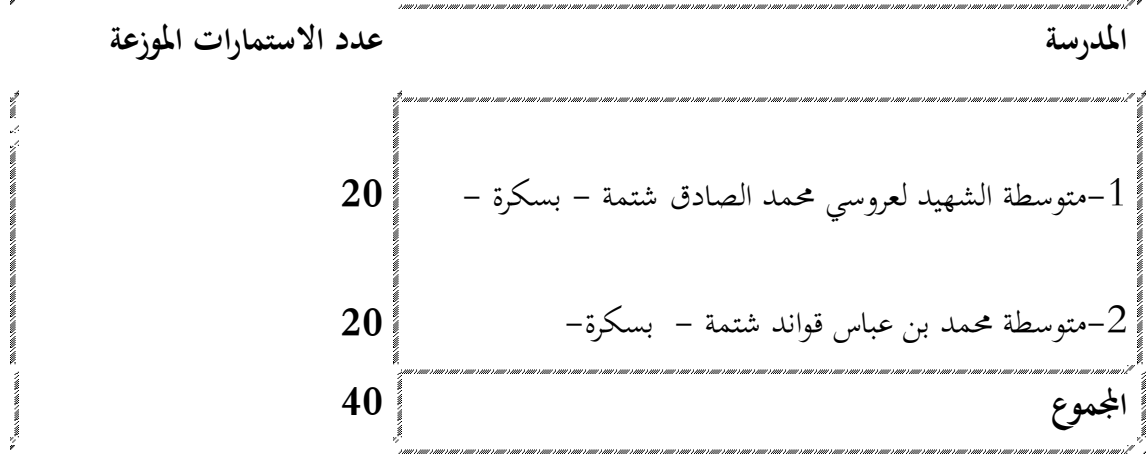 المدرسة عدد الاستمارات الموزعة
1-متوسطة الشهيد لعروسي محمد الصادق شتمة – بسكرة – 20
2-متوسطة محمد بن عباس قواند شتمة – بسكرة- 20
المجموع 40